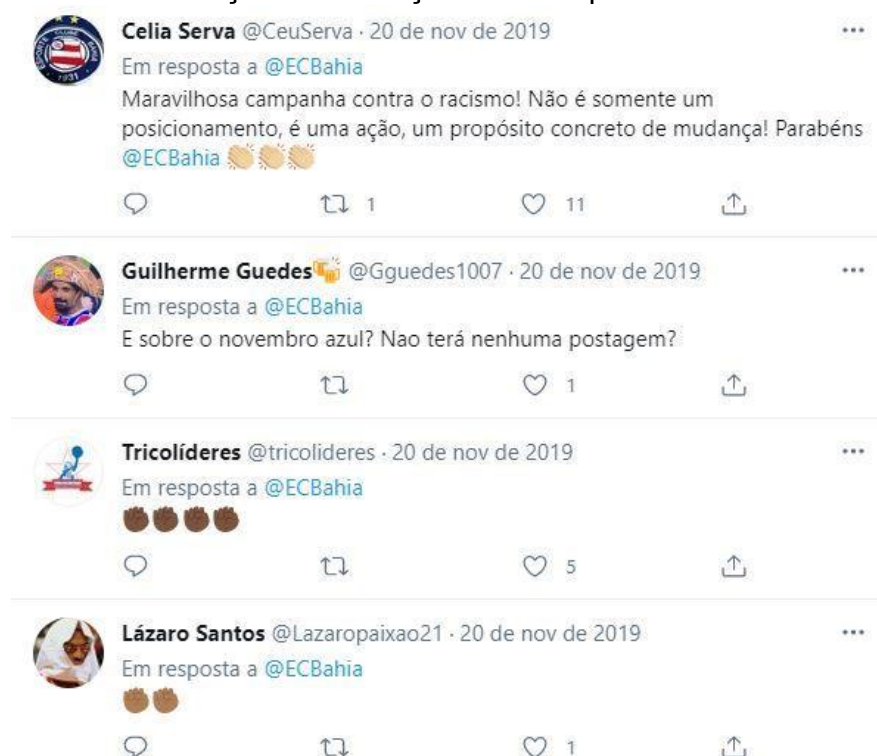 Celia Serva @CeuServa · 20 de nov de 2019
Em resposta a @ECBahia
Maravilhosa campanha contra o racismo! Não é somente um
posicionamento, é uma ação, um propósito concreto de mudança! Parabéns
@ECBahia 👏🏼👏🏼👏🏼
1 11
Guilherme Guedes🍻 @Gguedes1007 · 20 de nov de 2019
Em resposta a @ECBahia
E sobre o novembro azul? Nao terá nenhuma postagem?
1
Tricolíderes @tricolideres · 20 de nov de 2019
Em resposta a @ECBahia
✊🏿✊🏿✊🏿✊🏿
5
Lázaro Santos @Lazaropaixao21 · 20 de nov de 2019
Em resposta a @ECBahia
✊🏾✊🏾
1